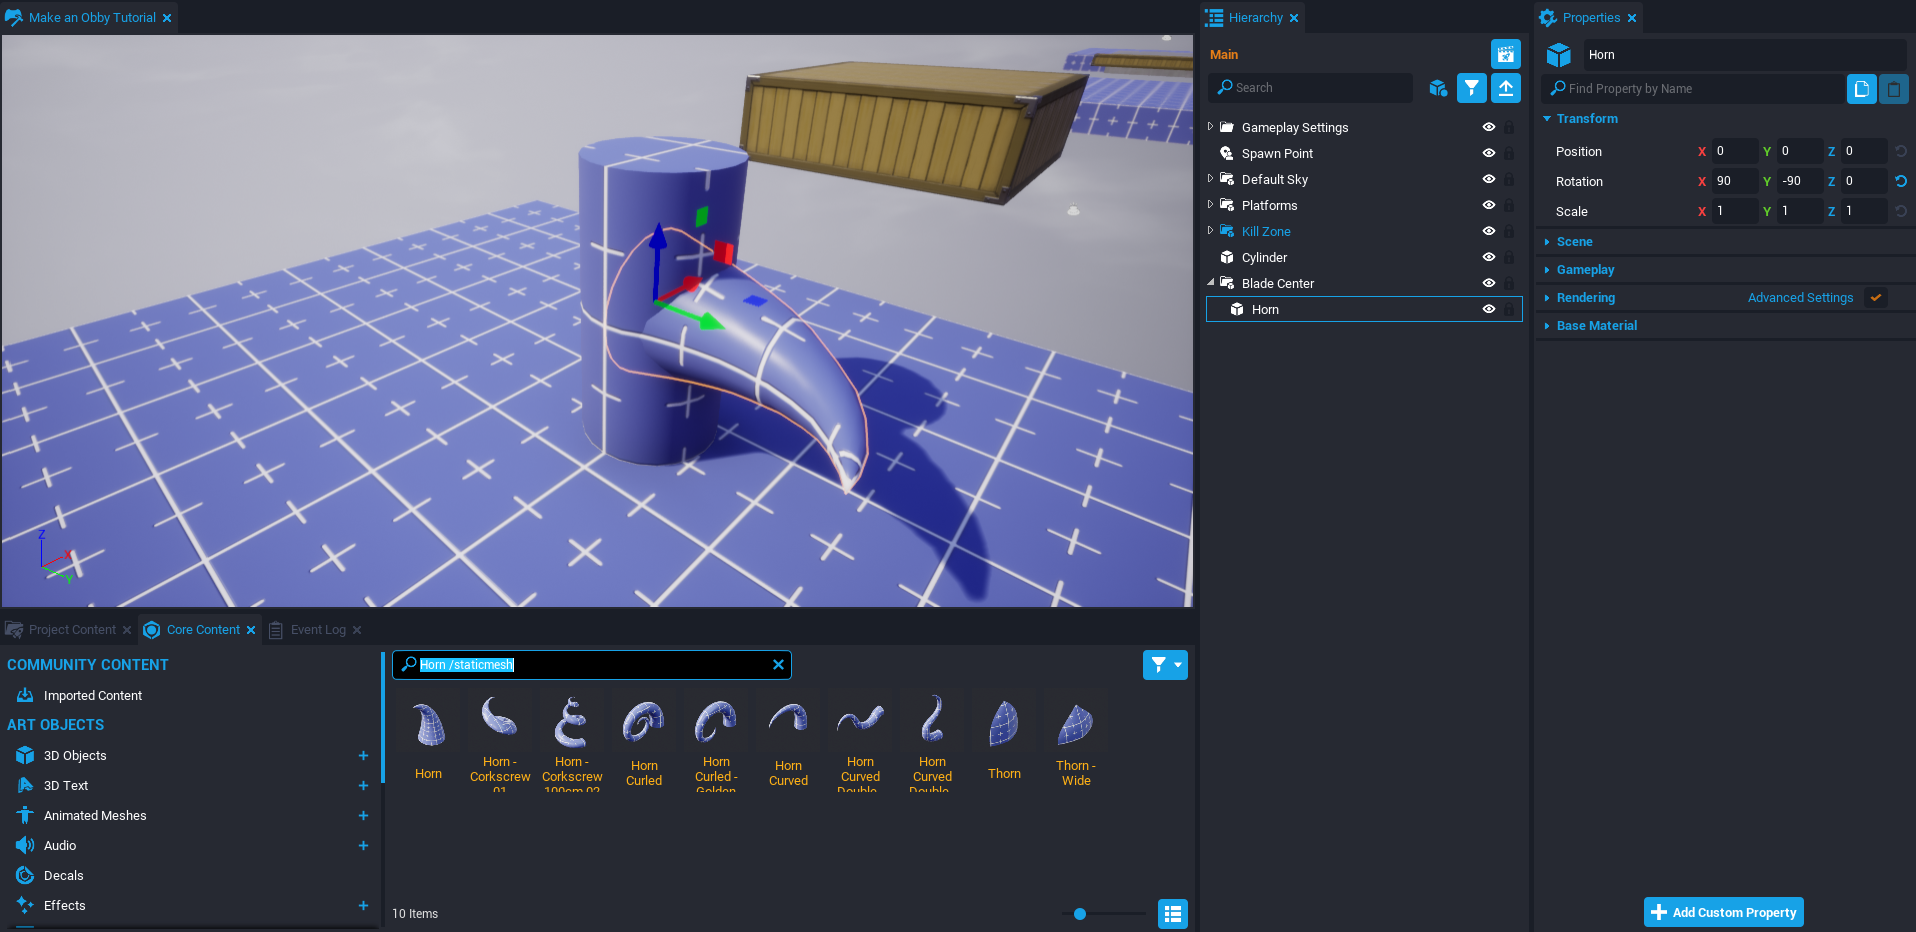 Make an Obby Tutorial
Z
X
Y
Project Content
Core Content
Event Log
COMMUNITY CONTENT
Imported Content
ART OBJECTS
3D Objects
3D Text
Animated Meshes
Audio
Decals
Effects
Horn /staticmesh
Horn
Horn -
Corkscrew
01
Horn -
Corkscrew
100cm 02
Horn
Curled
Horn
Curled -
Golden
Horn
Curved
Horn
Curved
Double
Horn
Curved
Double
Thorn
Thorn -
Wide
10 Items
Hierarchy
Main
Search
Gameplay Settings
Spawn Point
Default Sky
Platforms
Kill Zone
Cylinder
Blade Center
Horn
Properties
Horn
Find Property by Name
Transform
Position X 0 Y 0 Z 0
Rotation X 90 Y -90 Z 0
Scale X 1 Y 1 Z 1
Scene
Gameplay
Rendering Advanced Settings
Base Material
Add Custom Property